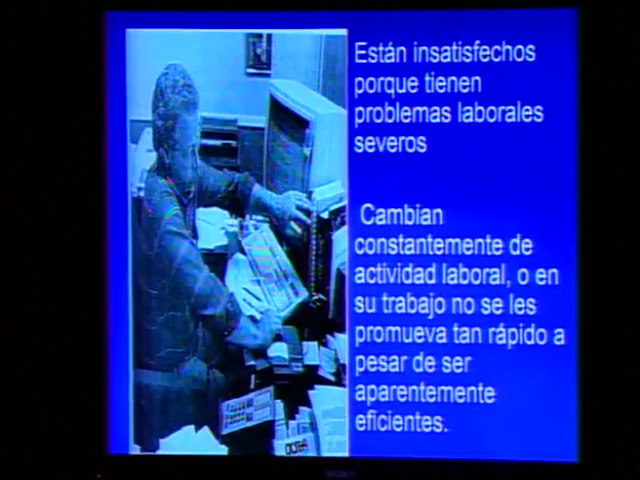 Están insatisfechos
porque tienen
problemas laborales
severos
Cambian
constantemente de
actividad laboral, o en
su trabajo no se les
promueva tan rápido a
pesar de ser
aparentemente
eficientes.